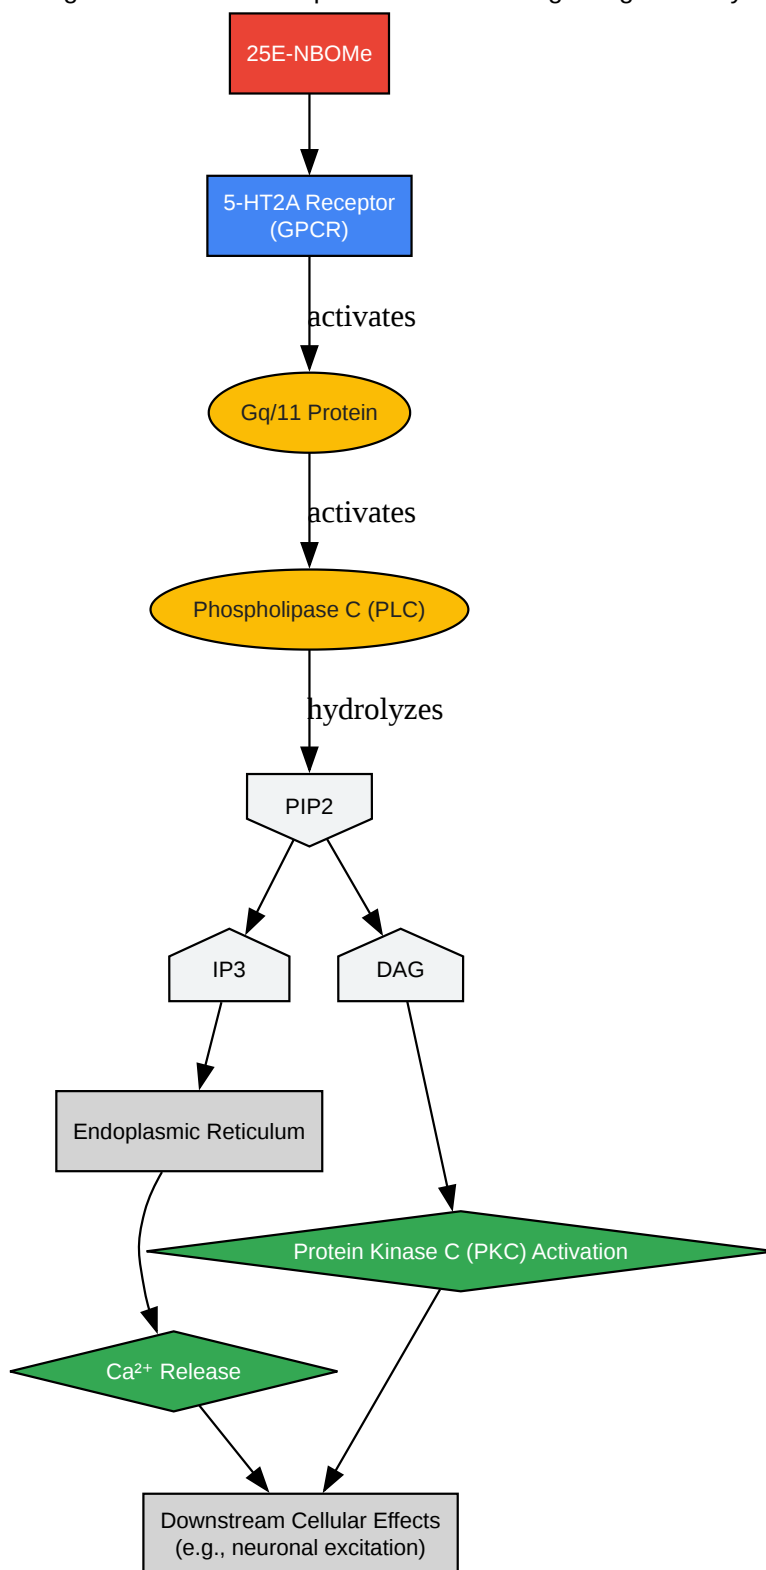 25E-NBOMe
5-HT2A Receptor
(GPCR)
activates
Gq/11 Protein
activates
Phospholipase C (PLC)
hydrolyzes
PIP2
IP3
DAG
Endoplasmic Reticulum
Protein Kinase C (PKC) Activation
Ca²⁺ Release
Downstream Cellular Effects
(e.g., neuronal excitation)